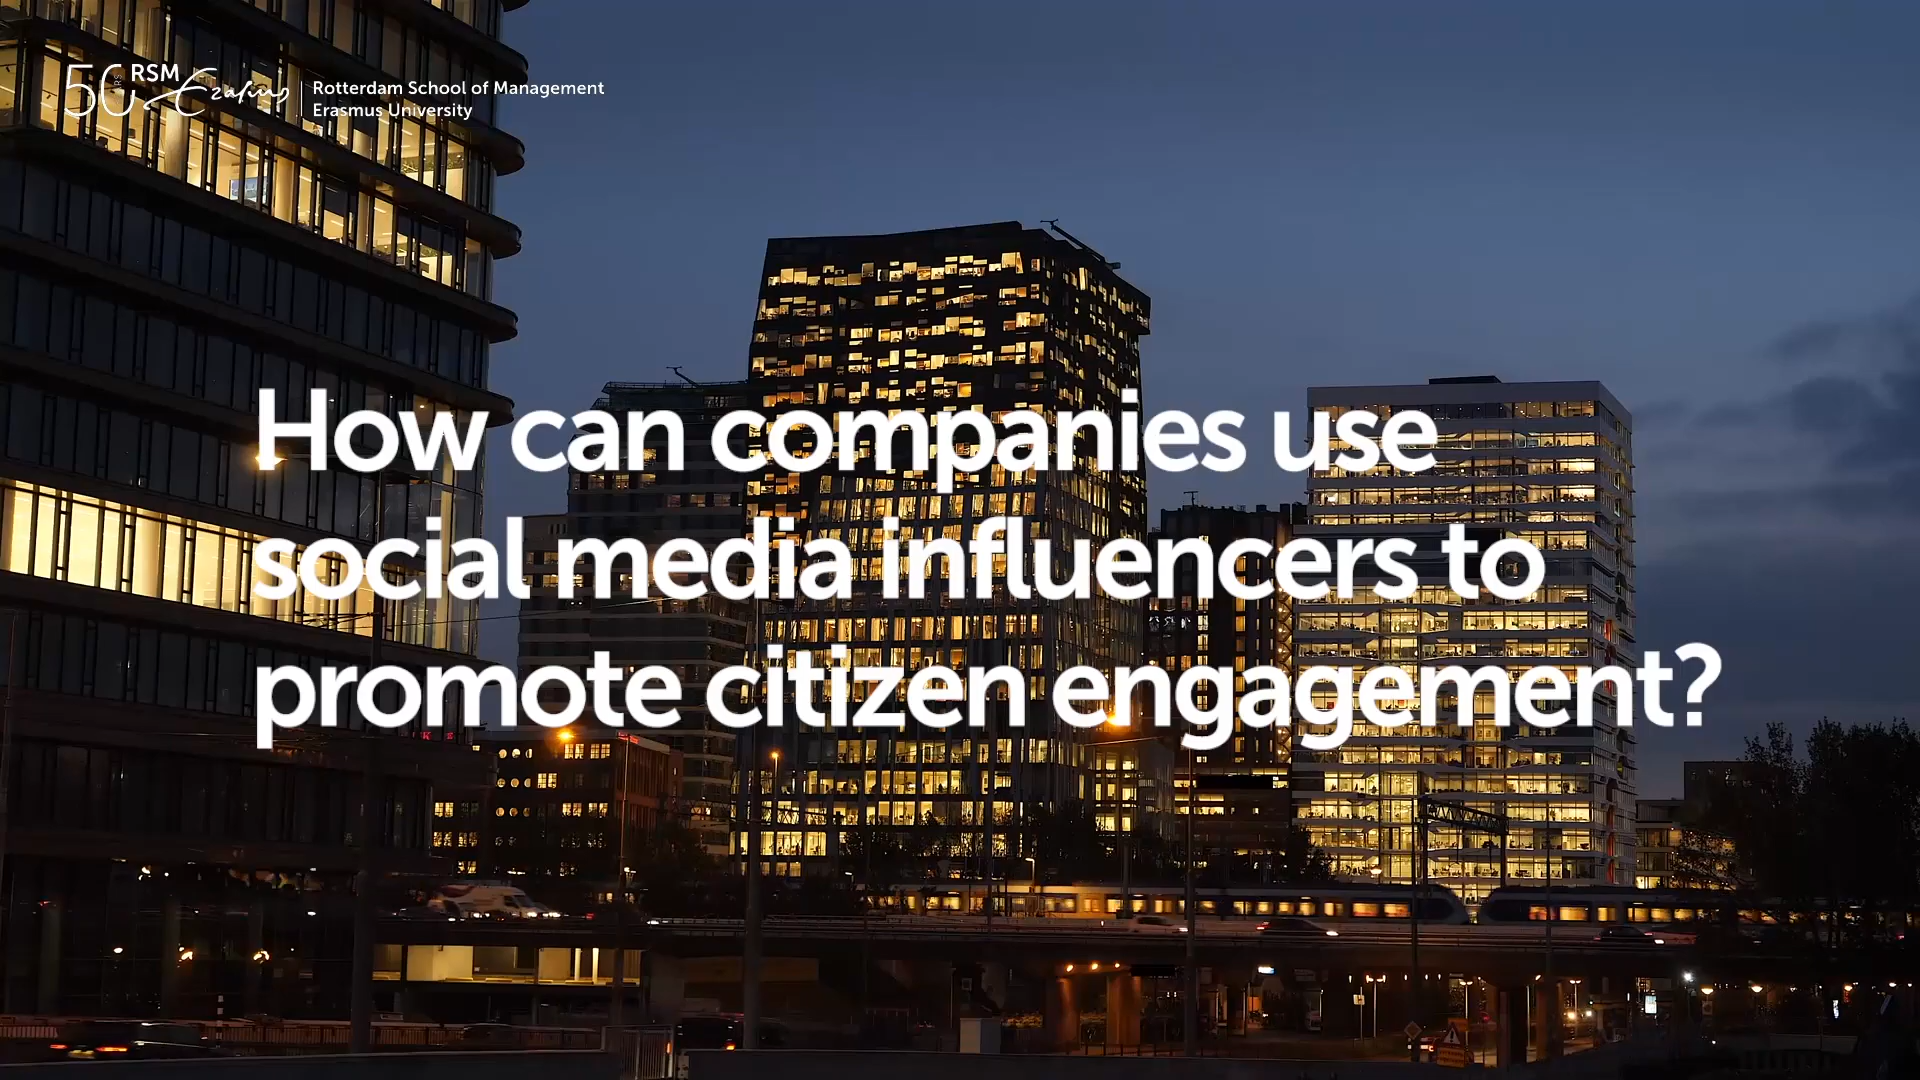 50 RSM Erasmus
Rotterdam School of Management
Erasmus University
How can companies use
social media influencers to
promote citizen engagement?